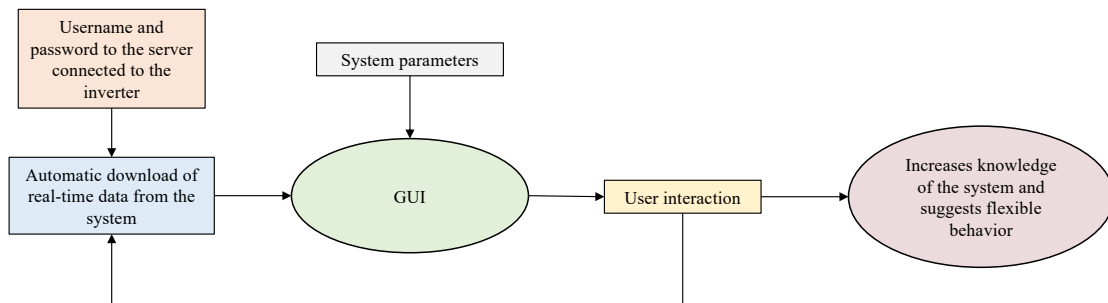 Username and
password to the server
connected to the
inverter
System parameters
Automatic download of
real-time data from the
system
GUI
User interaction
Increases knowledge
of the system and
suggests flexible
behavior